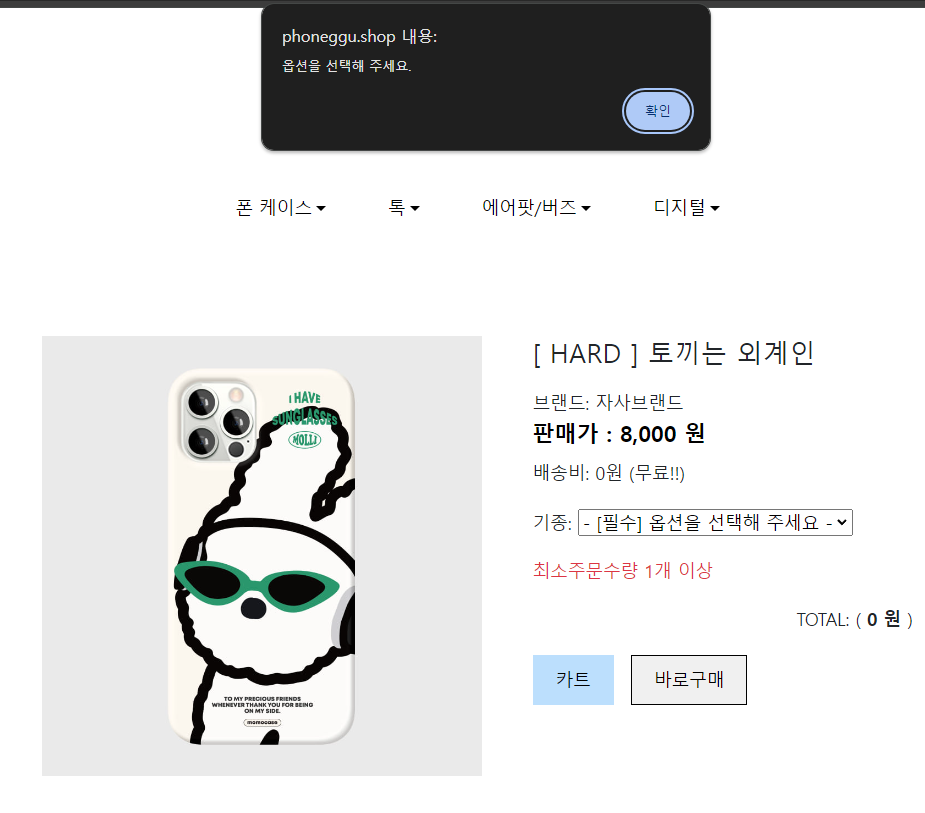 phoneggu.shop 내용:
옵션을 선택해 주세요.
확인
폰 케이스 톡 에어팟/버즈 디지털
[ HARD ] 토끼는 외계인
브랜드: 자사브랜드
판매가 : 8,000 원
배송비: 0원 (무료!!)
기종: - [필수] 옵션을 선택해 주세요 -
최소주문수량 1개 이상
TOTAL: ( 0 원 )
카트 바로구매
I HAVE
SUNGLASSES
MOLLI
TO MY PRECIOUS FRIENDS
WHENEVER THANK YOU FOR BEING
ON MY SIDE.
momocase